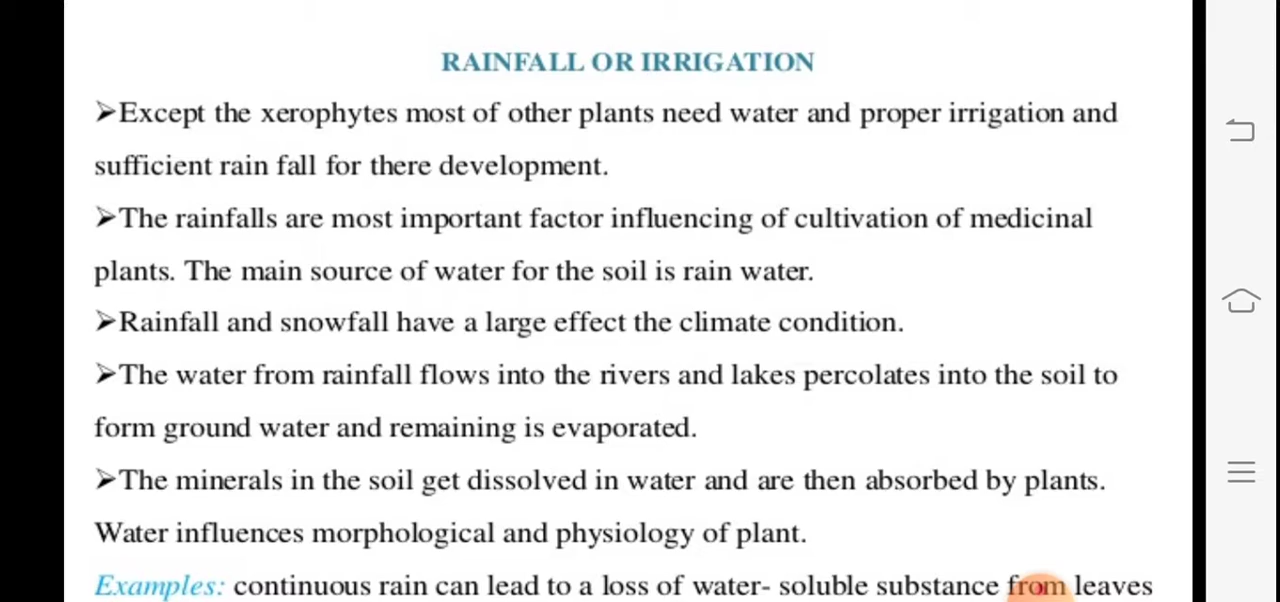 RAINFALL OR IRRIGATION
➢Except the xerophytes most of other plants need water and proper irrigation and
sufficient rain fall for there development.
➢The rainfalls are most important factor influencing of cultivation of medicinal
plants. The main source of water for the soil is rain water.
➢Rainfall and snowfall have a large effect the climate condition.
➢The water from rainfall flows into the rivers and lakes percolates into the soil to
form ground water and remaining is evaporated.
➢The minerals in the soil get dissolved in water and are then absorbed by plants.
Water influences morphological and physiology of plant.
Examples: continuous rain can lead to a loss of water- soluble substance from leaves